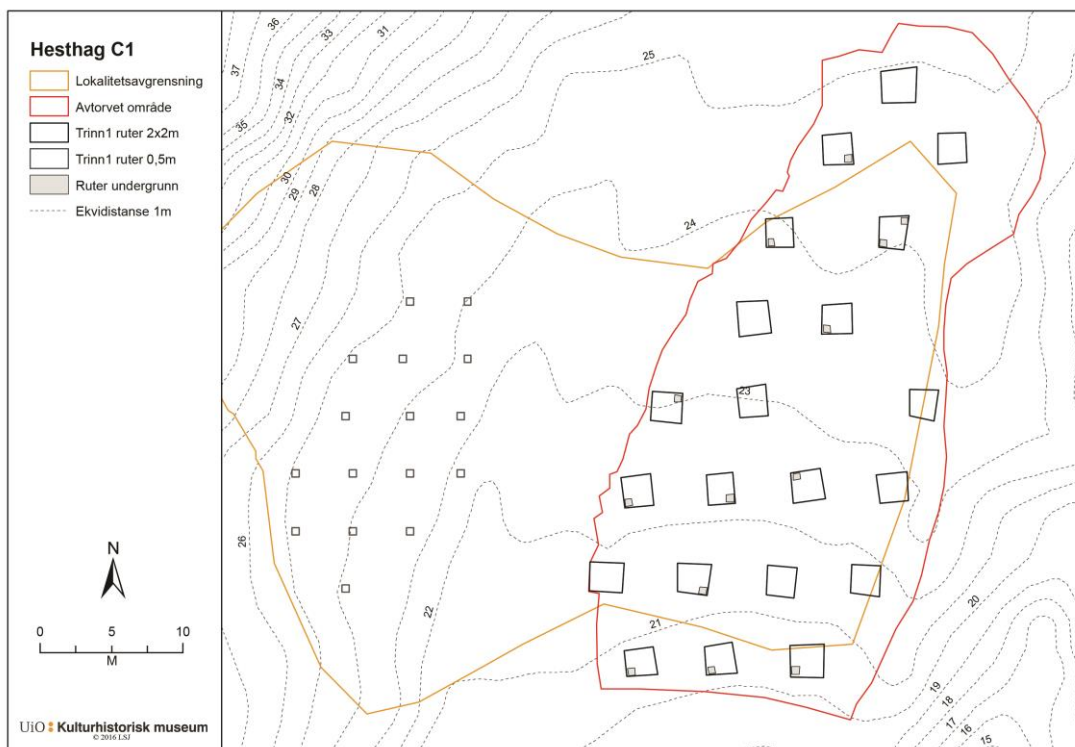 Hesthag C1
Lokalitetsavgrensning
Avtorvet område
Trinn1 ruter 2x2m
Trinn1 ruter 0,5m
Ruter undergrunn
Ekvidistanse 1m
N
0 5 10
M
UiO Kulturhistorisk museum
© 2016 LSJ
36
33
31
37
34
32
35
30
29
28
27
26
25
24
23
22
21
20
19
18
17
16
15